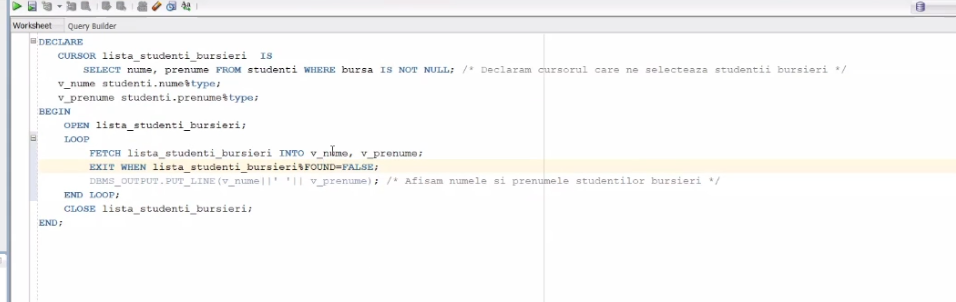 Worksheet Query Builder
DECLARE
CURSOR lista_studenti_bursieri IS
SELECT nume, prenume FROM studenti WHERE bursa IS NOT NULL; /* Declaram cursorul care ne selecteaza studentii bursieri */
v_nume studenti.nume%type;
v_prenume studenti.prenume%type;
BEGIN
OPEN lista_studenti_bursieri;
LOOP
FETCH lista_studenti_bursieri INTO v_nume, v_prenume;
EXIT WHEN lista_studenti_bursieri%FOUND=FALSE;
DBMS_OUTPUT.PUT_LINE(v_nume||' '|| v_prenume); /* Afisam numele si prenumele studentilor bursieri */
END LOOP;
CLOSE lista_studenti_bursieri;
END;